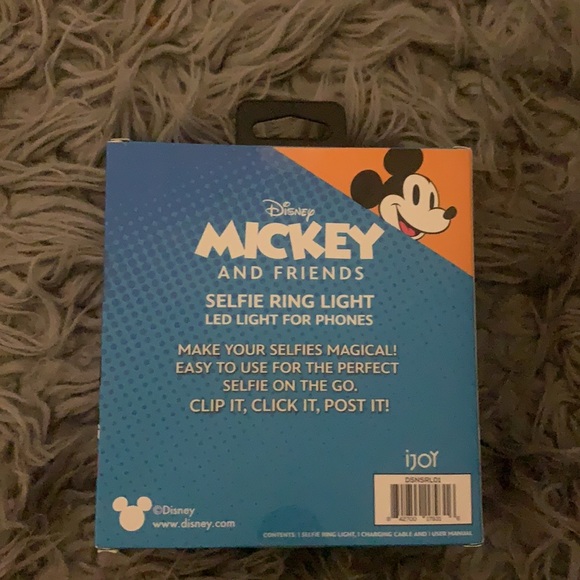 Disney
MICKEY
AND FRIENDS
SELFIE RING LIGHT
LED LIGHT FOR PHONES
MAKE YOUR SELFIES MAGICAL!
EASY TO USE FOR THE PERFECT
SELFIE ON THE GO.
CLIP IT, CLICK IT, POST IT!
iJOY
DSNSRL01
©Disney
www.disney.com
CONTENTS: 1 SELFIE RING LIGHT, 1 CHARGING CABLE AND 1 USER MANUAL